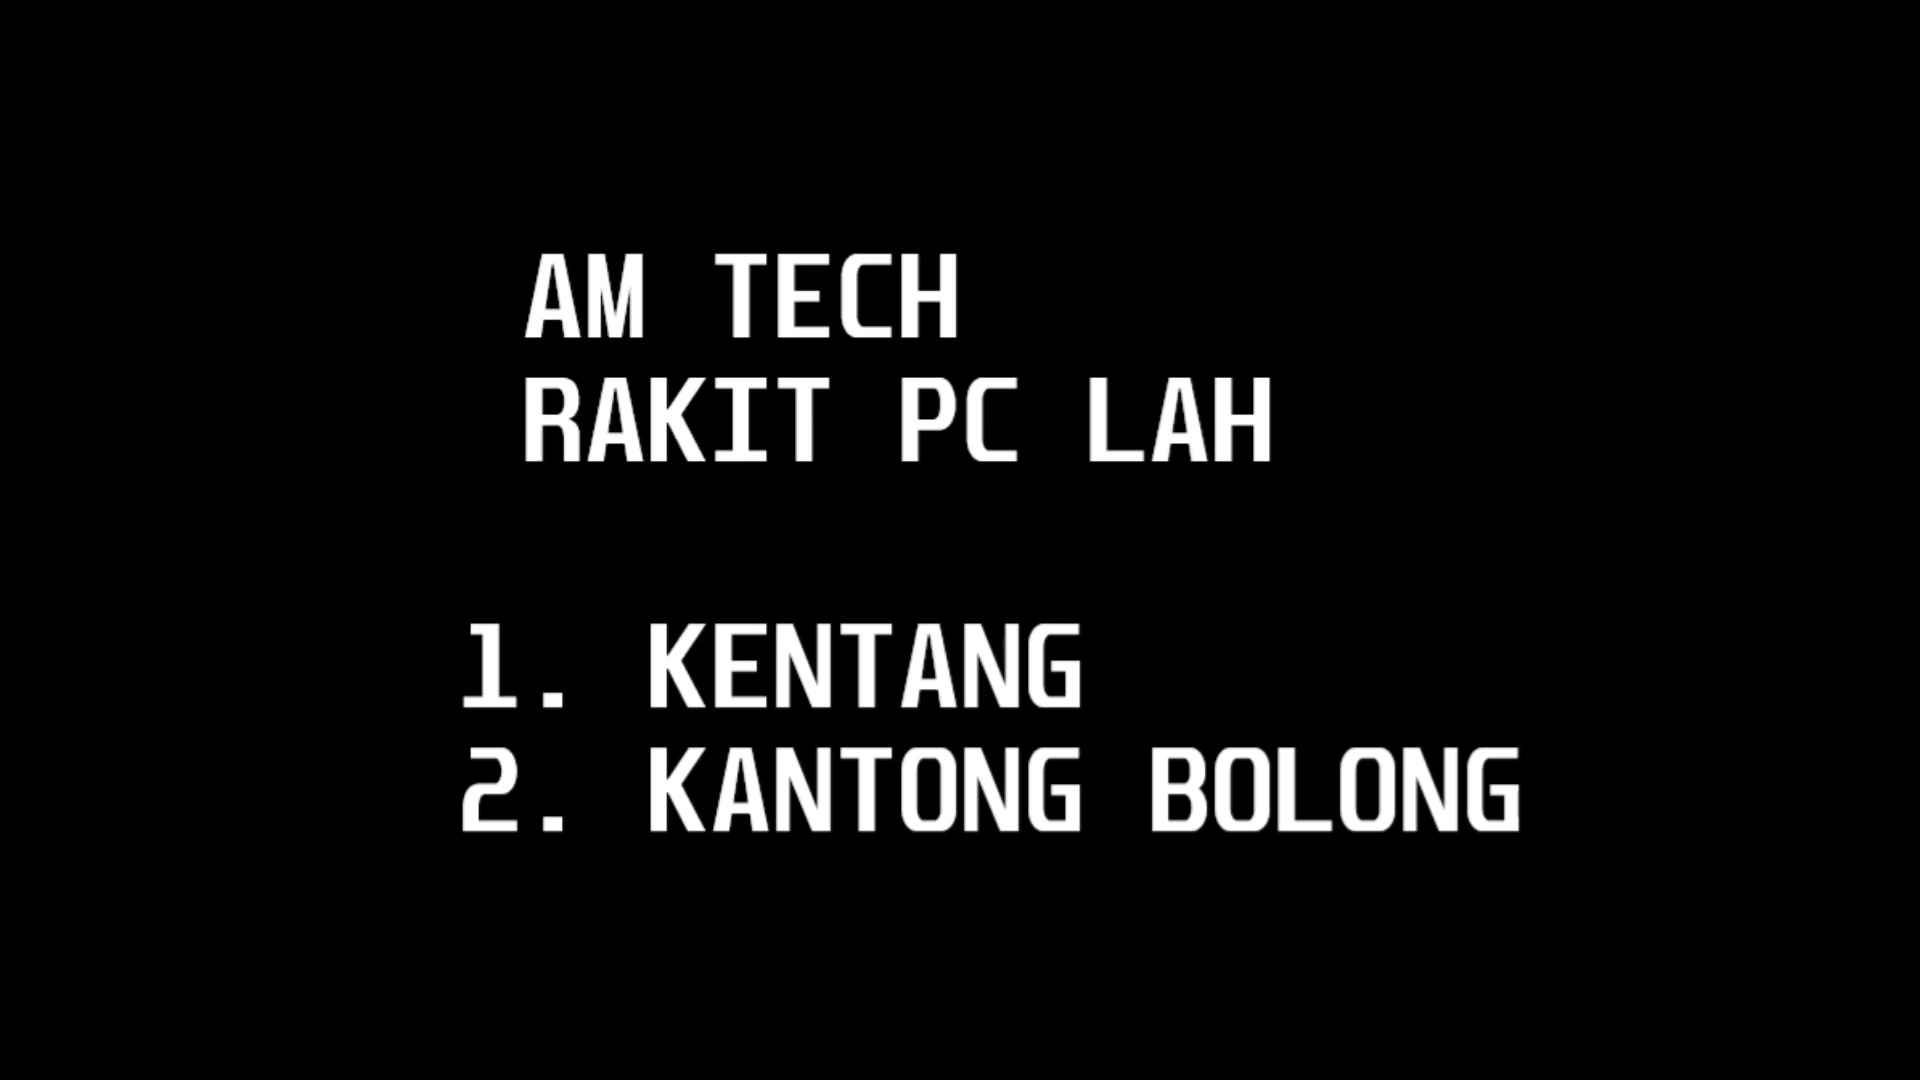 AM TECH
RAKIT PC LAH
1. KENTANG
2. KANTONG BOLONG